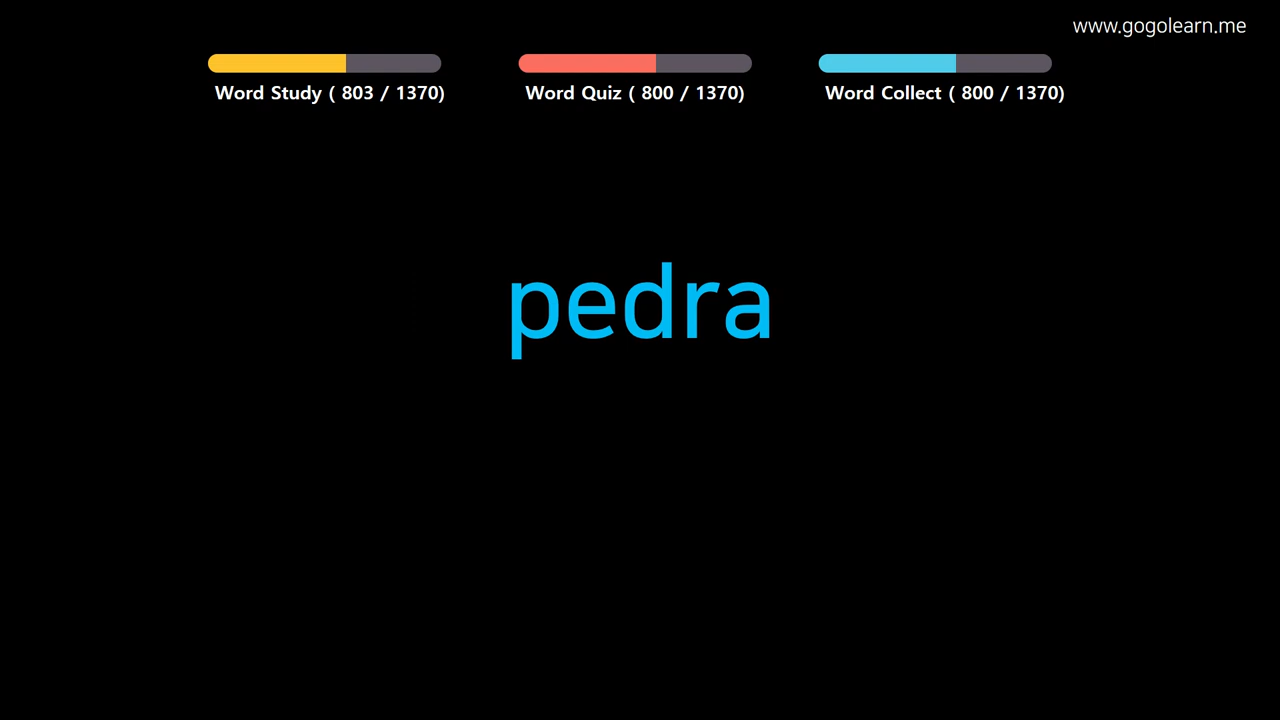 www.gogolearn.me
Word Study ( 803 / 1370)
Word Quiz ( 800 / 1370)
Word Collect ( 800 / 1370)
pedra